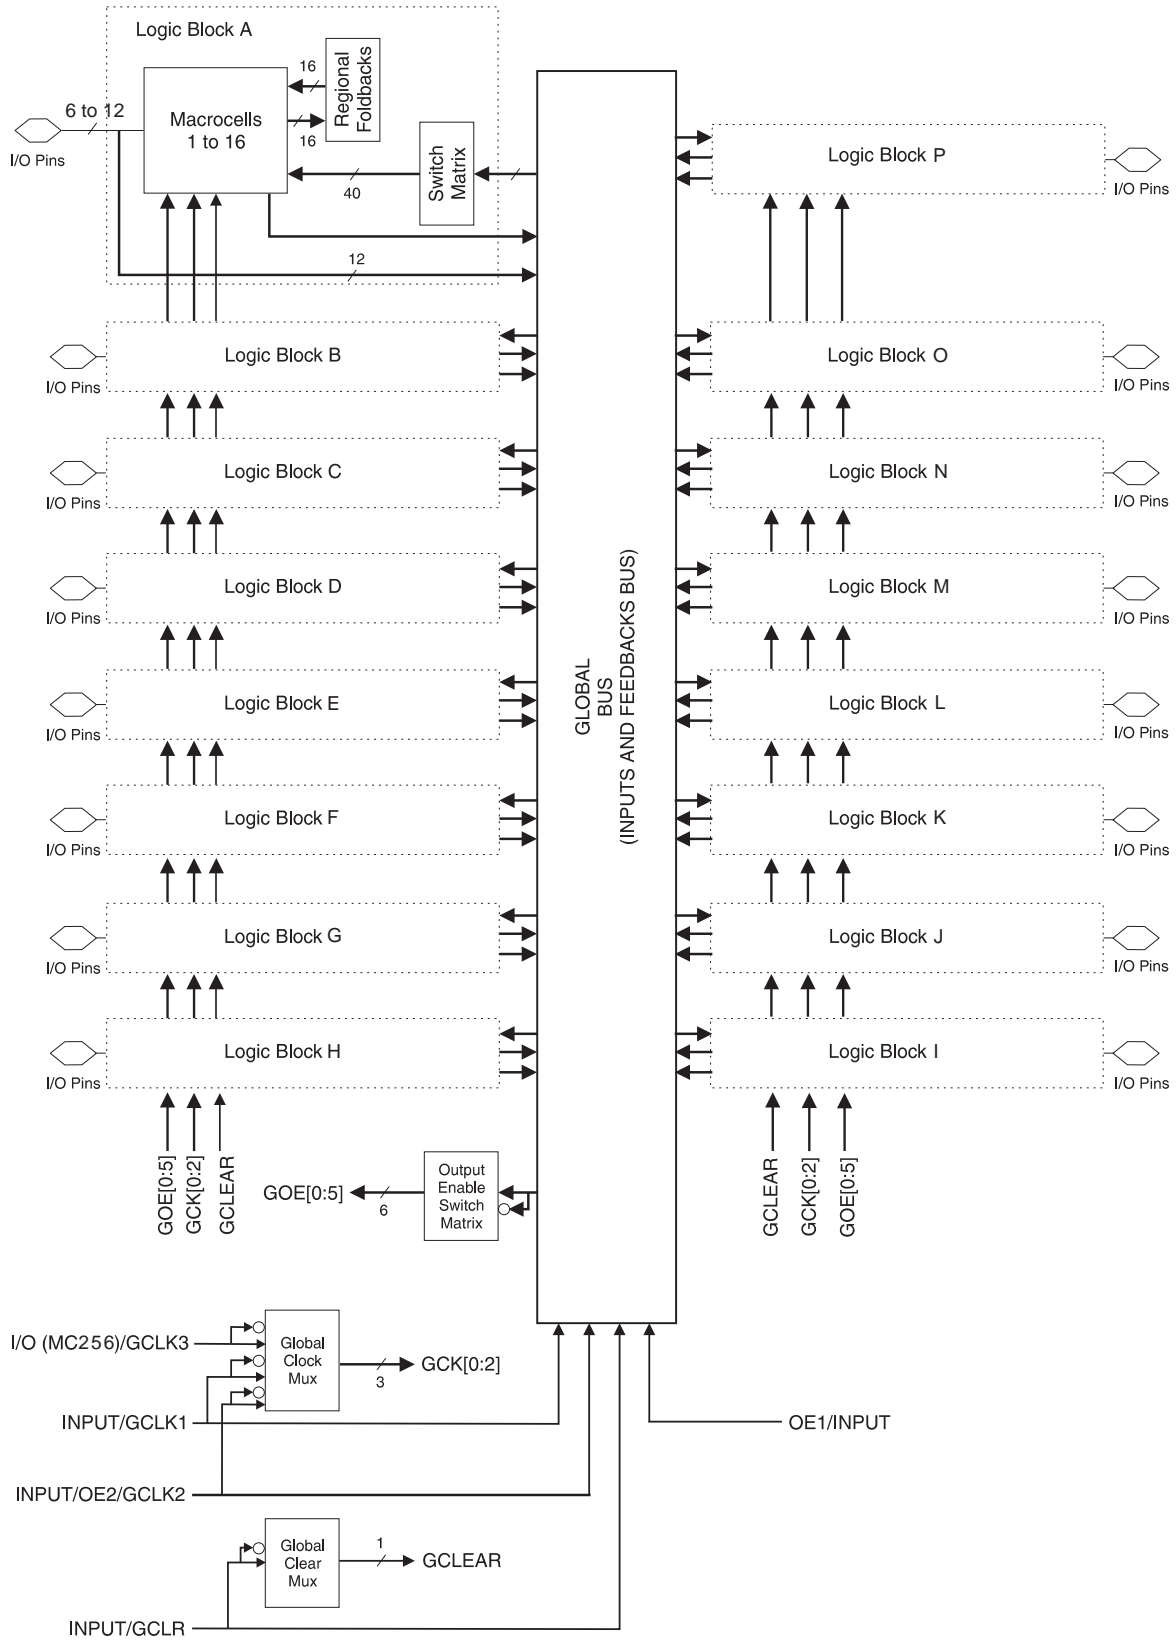 Logic Block A
16
Regional
Foldbacks
6 to 12
Macrocells
1 to 16
16
I/O Pins
40
Switch
Matrix
12
Logic Block P
I/O Pins
Logic Block B
I/O Pins
Logic Block O
I/O Pins
Logic Block C
I/O Pins
Logic Block N
I/O Pins
Logic Block D
I/O Pins
Logic Block M
I/O Pins
Logic Block E
I/O Pins
Logic Block L
I/O Pins
Logic Block F
I/O Pins
Logic Block K
I/O Pins
Logic Block G
I/O Pins
Logic Block J
I/O Pins
Logic Block H
I/O Pins
Logic Block I
I/O Pins
GLOBAL
BUS
(INPUTS AND FEEDBACKS BUS)
GOE[0:5]
GCK[0:2]
GCLEAR
GCLEAR
GCK[0:2]
GOE[0:5]
GOE[0:5]
6
Output
Enable
Switch
Matrix
I/O (MC256)/GCLK3
Global
Clock
Mux
3
GCK[0:2]
INPUT/GCLK1
OE1/INPUT
INPUT/OE2/GCLK2
Global
Clear
Mux
1
GCLEAR
INPUT/GCLR